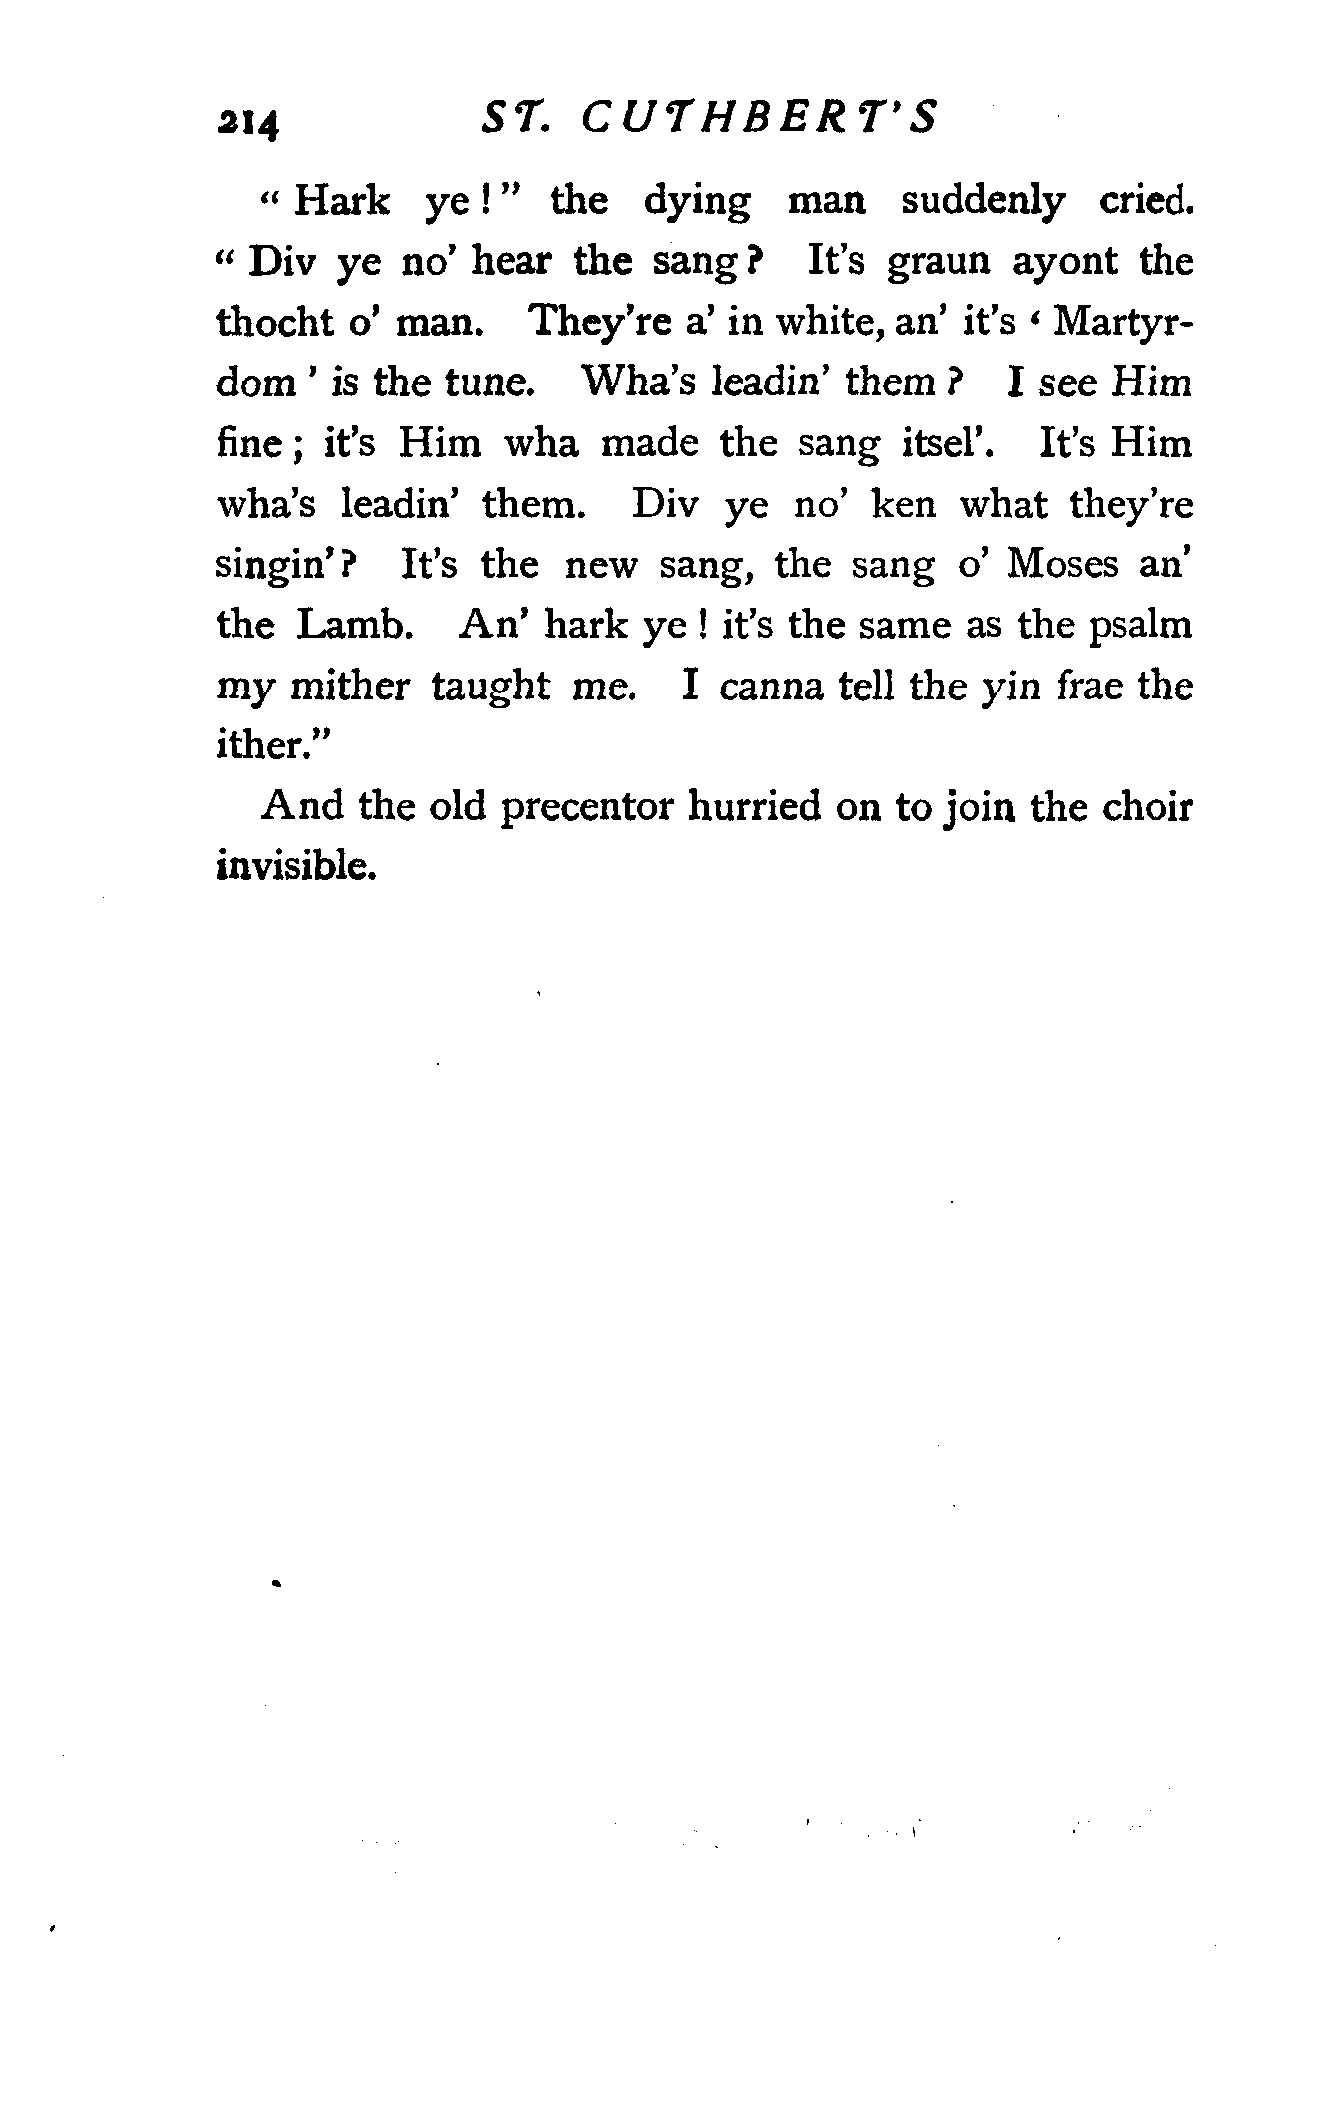 214 ST. CUTHBERT'S
“ Hark ye ! ” the dying man suddenly cried.
“ Div ye no’ hear the sang ? It’s graun ayont the
thocht o’ man. They’re a’ in white, an’ it’s ‘ Martyr-
dom ’ is the tune. Wha’s leadin’ them ? I see Him
fine ; it’s Him wha made the sang itsel’. It’s Him
wha’s leadin’ them. Div ye no’ ken what they’re
singin’ ? It’s the new sang, the sang o’ Moses an’
the Lamb. An’ hark ye ! it’s the same as the psalm
my mither taught me. I canna tell the yin frae the
ither.”
And the old precentor hurried on to join the choir
invisible.